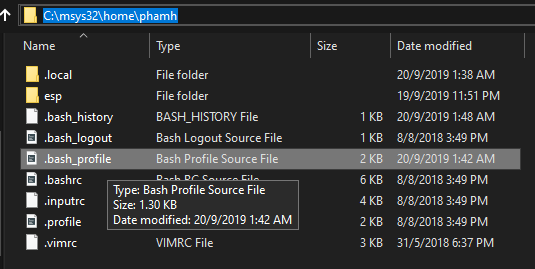 C:\msys32\home\phamh
Name Type Size Date modified
.local File folder 20/9/2019 1:38 AM
esp File folder 19/9/2019 11:51 PM
.bash_history BASH_HISTORY File 1 KB 20/9/2019 1:48 AM
.bash_logout Bash Logout Source File 1 KB 8/8/2018 3:49 PM
.bash_profile Bash Profile Source File 2 KB 20/9/2019 1:42 AM
.bashrc Bash RC Source File 6 KB 8/8/2018 3:49 PM
Type: Bash Profile Source File
Size: 1.30 KB
Date modified: 20/9/2019 1:42 AM
.inputrc 3 KB 8/8/2018 3:49 PM
.profile 2 KB 8/8/2018 3:49 PM
.vimrc VIMRC File 3 KB 31/5/2018 6:37 PM